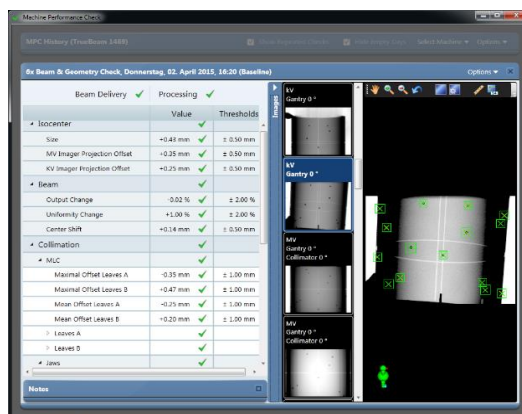 Machine Performance Check
MPC History (TrueBeam 1689)
Select Machine
Options
6x Beam & Geometry Check, Donnerstag, 02. April 2015, 16:20 (Baseline)
Options
Beam Delivery
Processing
Value
Thresholds
Isocenter
Size +0.43 mm ± 0.50 mm
MV Imager Projection Offset +0.35 mm ± 0.50 mm
KV Imager Projection Offset +0.25 mm ± 0.50 mm
Beam
Output Change -0.02 % ± 2.00 %
Uniformity Change +1.00 % ± 2.00 %
Center Shift +0.14 mm ± 0.50 mm
Collimation
MLC
Maximal Offset Leaves A -0.35 mm ± 1.00 mm
Maximal Offset Leaves B +0.47 mm ± 1.00 mm
Mean Offset Leaves A -0.25 mm ± 1.00 mm
Mean Offset Leaves B +0.20 mm ± 1.00 mm
Leaves A
Leaves B
Jaws
Notes
Images
kV
Gantry 0 °
kV
Gantry 0 °
MV
Gantry 0 °
Collimator 0 °
MV
Gantry 0 °
Collimator 0 °